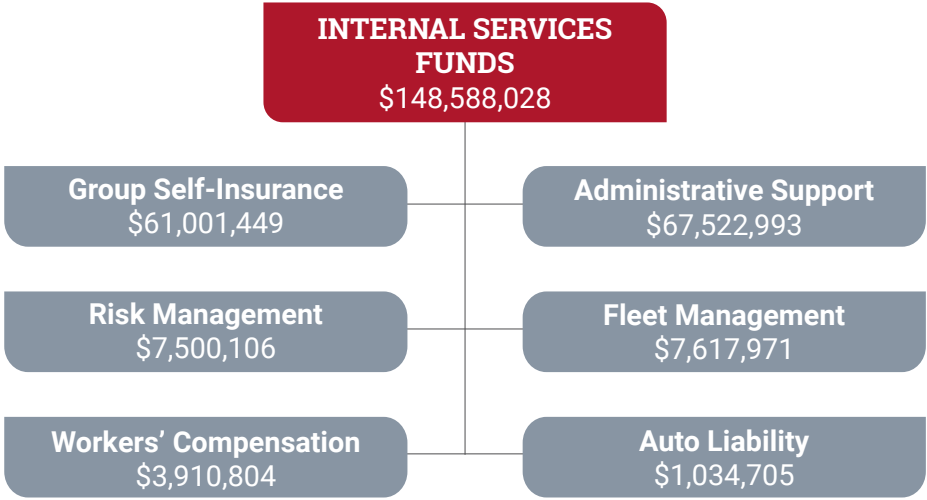 INTERNAL SERVICES
FUNDS
$148,588,028
Group Self-Insurance
$61,001,449
Administrative Support
$67,522,993
Risk Management
$7,500,106
Fleet Management
$7,617,971
Workers’ Compensation
$3,910,804
Auto Liability
$1,034,705